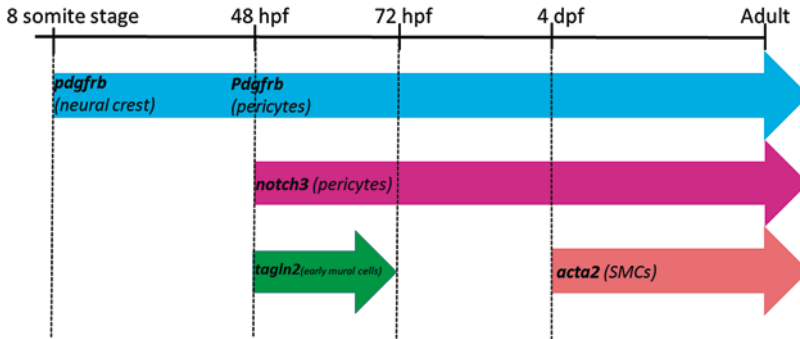 8 somite stage 48 hpf 72 hpf 4 dpf Adult
pdgfrb Pdgfrb
(neural crest) (pericytes)
notch3 (pericytes)
tagln2(early mural cells) acta2 (SMCs)